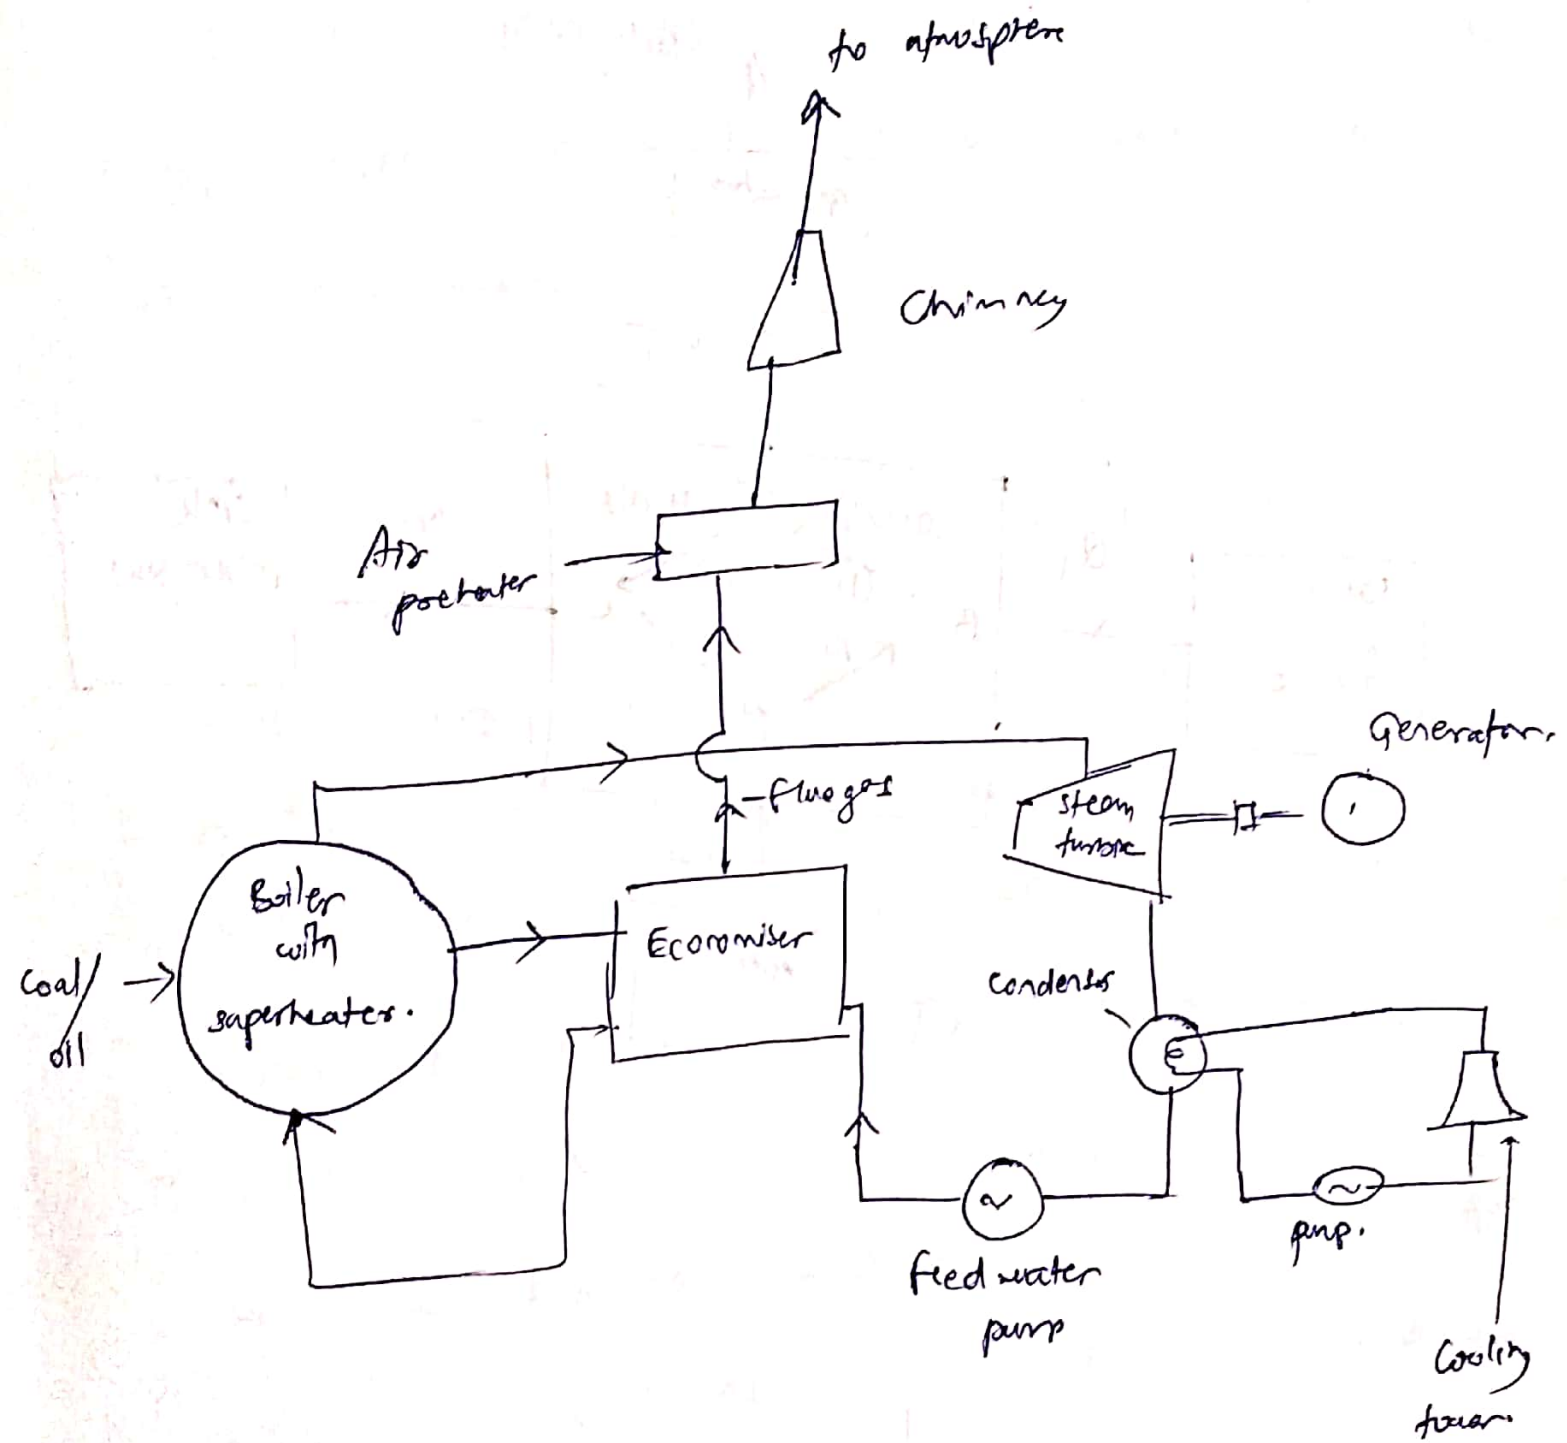 to atmosphere
Chimney
Air
preheater
Generator.
Flue gas
steam
turbine
Boiler
with
superheater.
Economiser
Coal/
oil
Condensor
Feed water
pump
pump.
Cooling
tower.